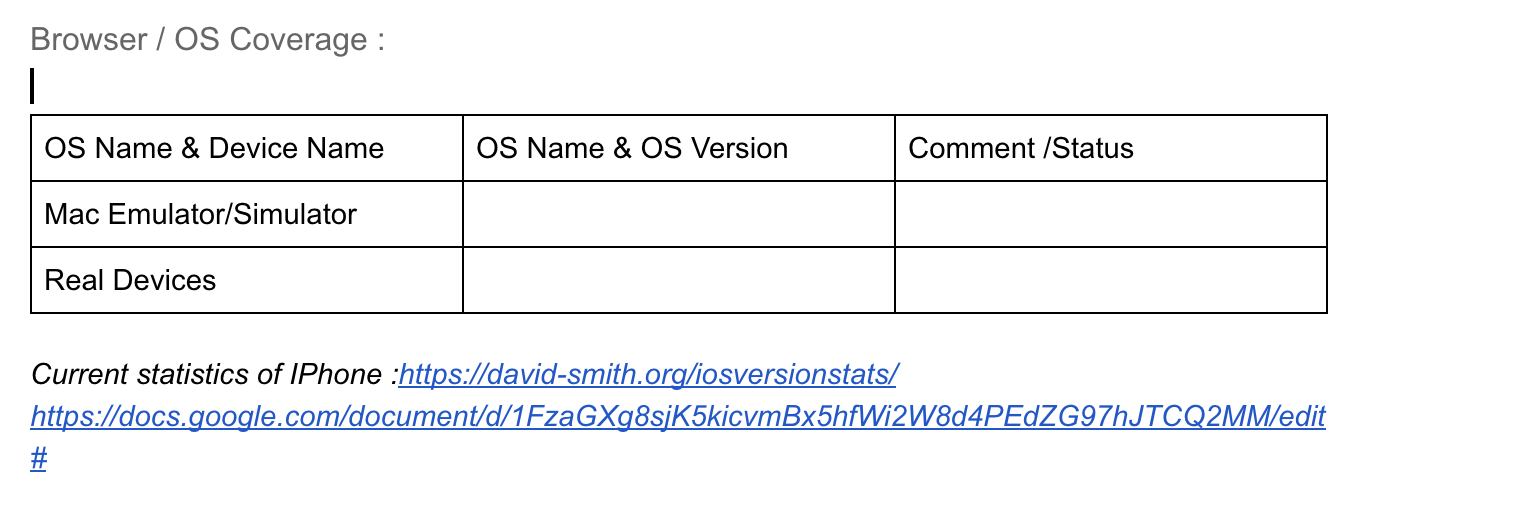 Browser / OS Coverage :
OS Name & Device Name OS Name & OS Version Comment /Status
Mac Emulator/Simulator
Real Devices
Current statistics of IPhone :https://david-smith.org/iosversionstats/
https://docs.google.com/document/d/1FzaGXg8sjK5kicvmBx5hfWi2W8d4PEdZG97hJTCQ2MM/edit
#